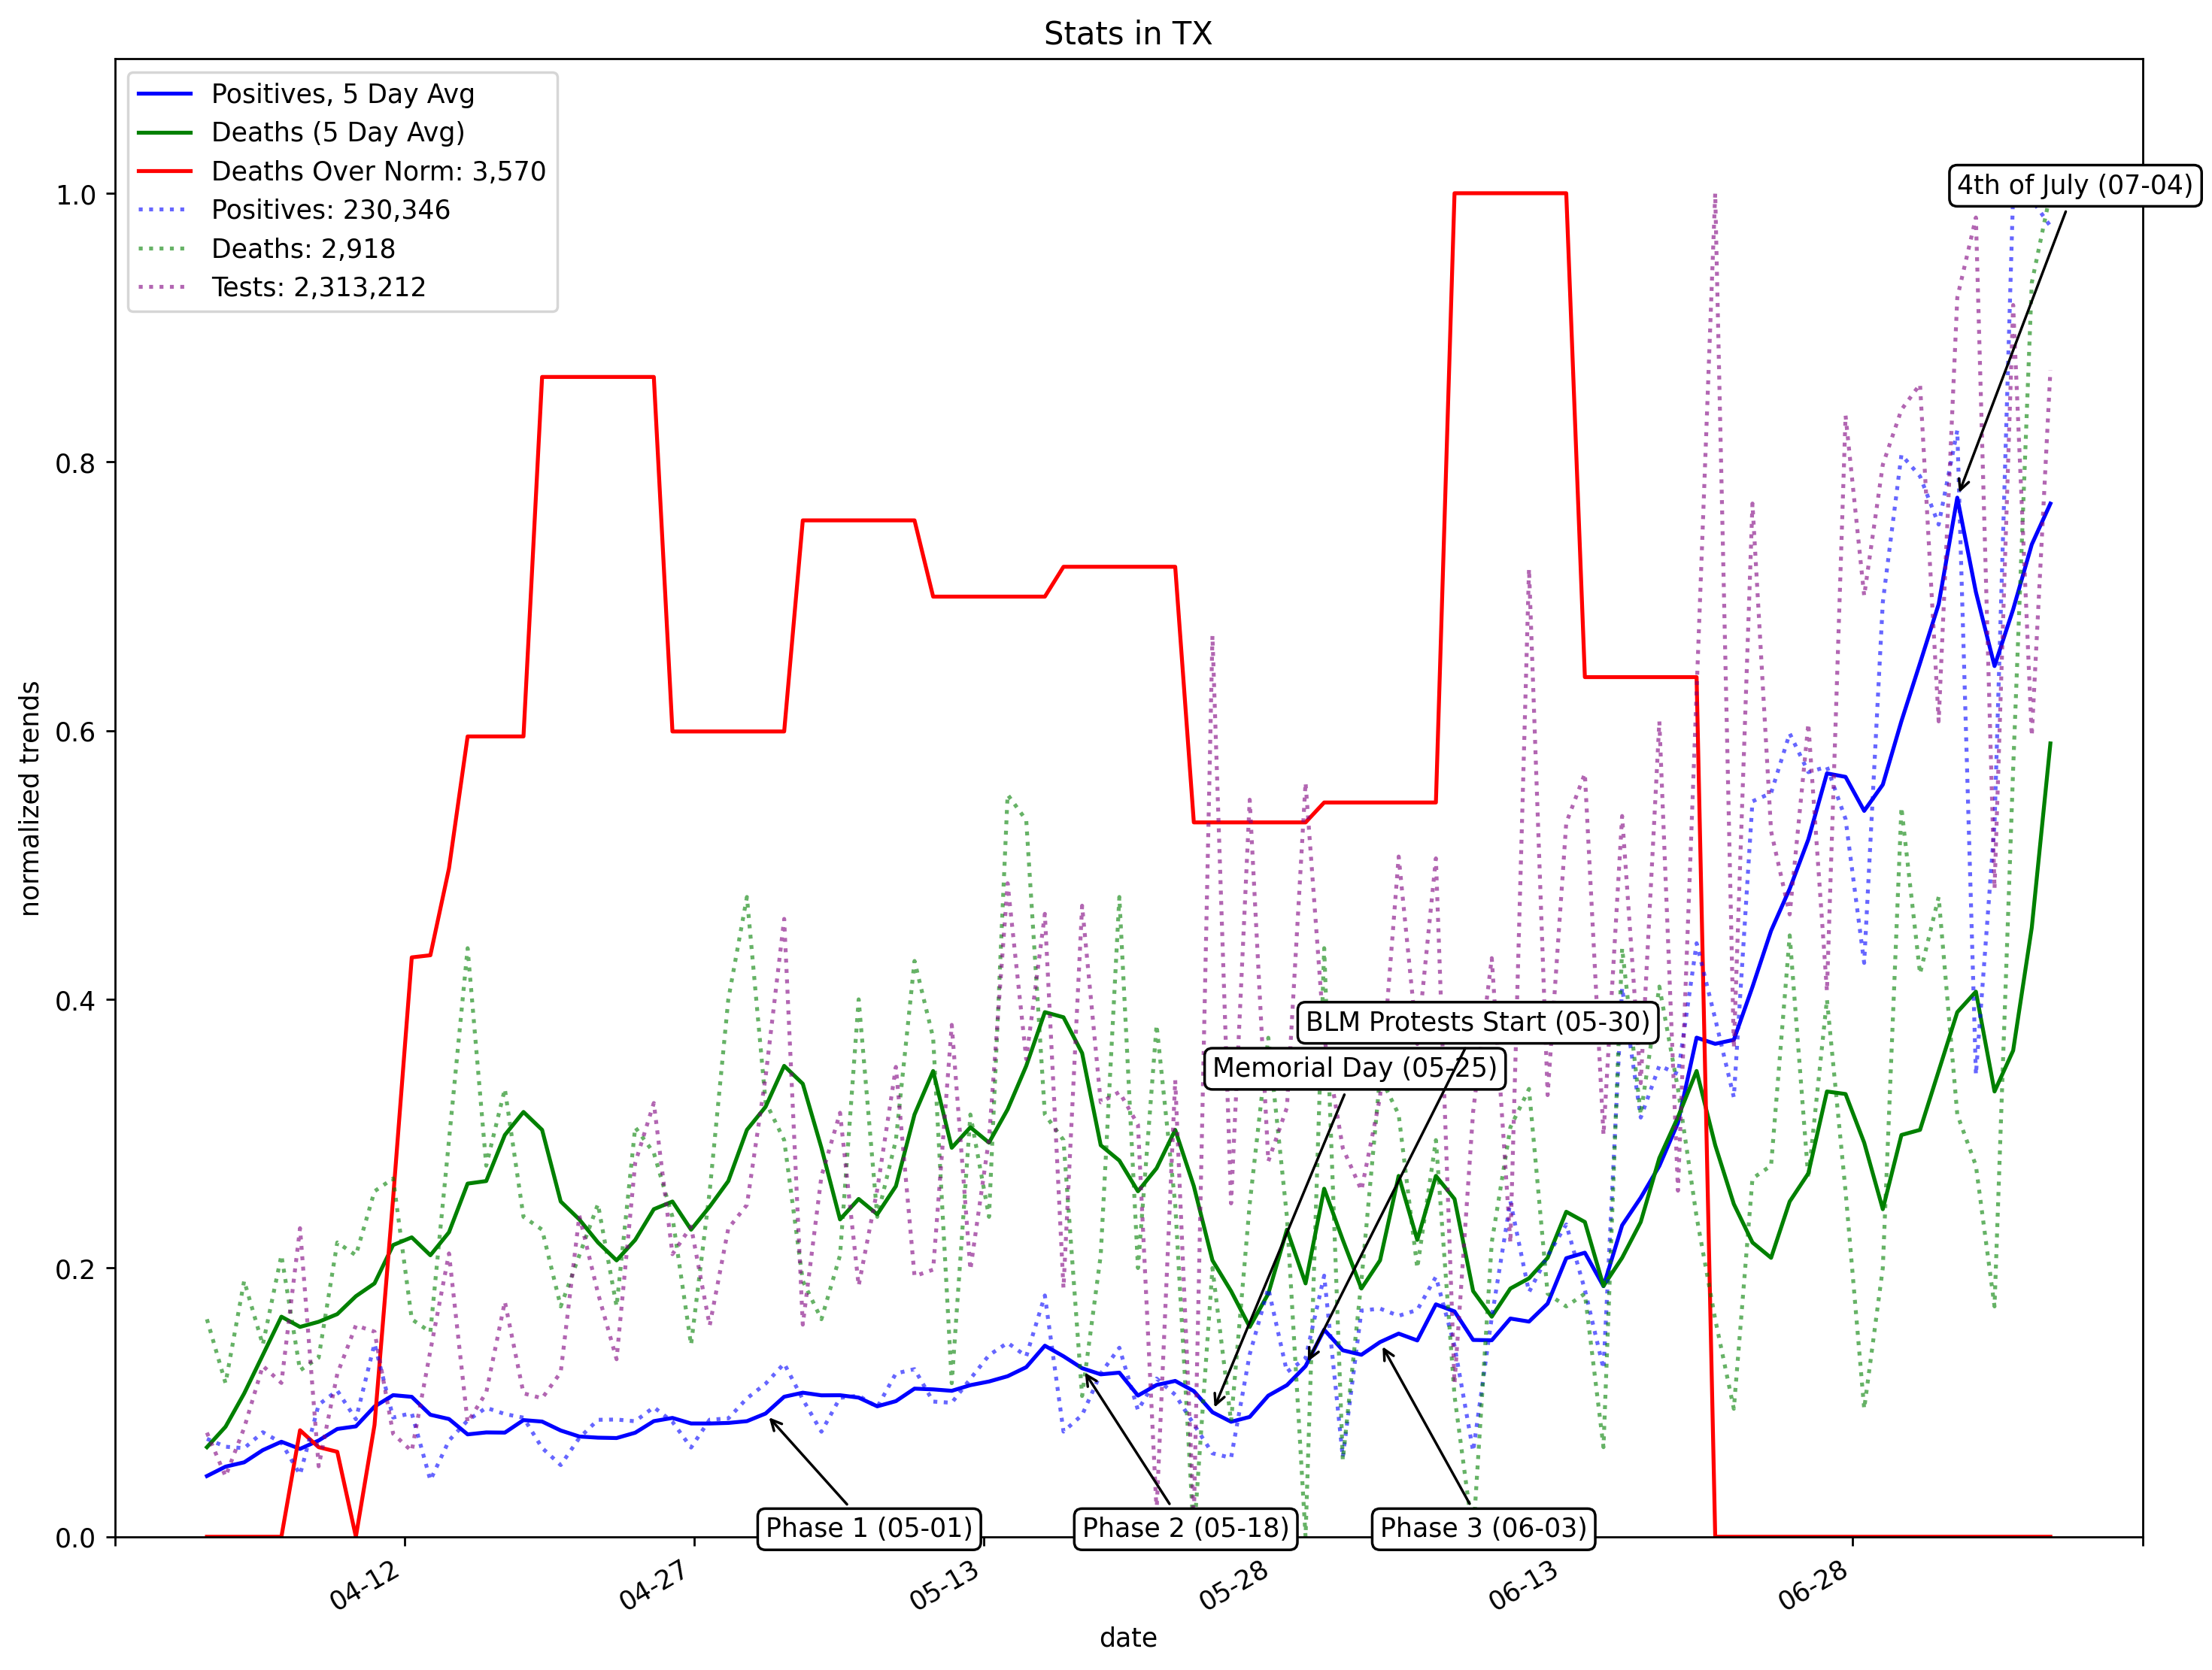 Stats in TX
Positives, 5 Day Avg
Deaths (5 Day Avg)
Deaths Over Norm: 3,570
Positives: 230,346
Deaths: 2,918
Tests: 2,313,212
4th of July (07-04)
BLM Protests Start (05-30)
Memorial Day (05-25)
Phase 1 (05-01)
Phase 2 (05-18)
Phase 3 (06-03)
normalized trends
1.0
0.8
0.6
0.4
0.2
0.0
04-12
04-27
05-13
05-28
06-13
06-28
date